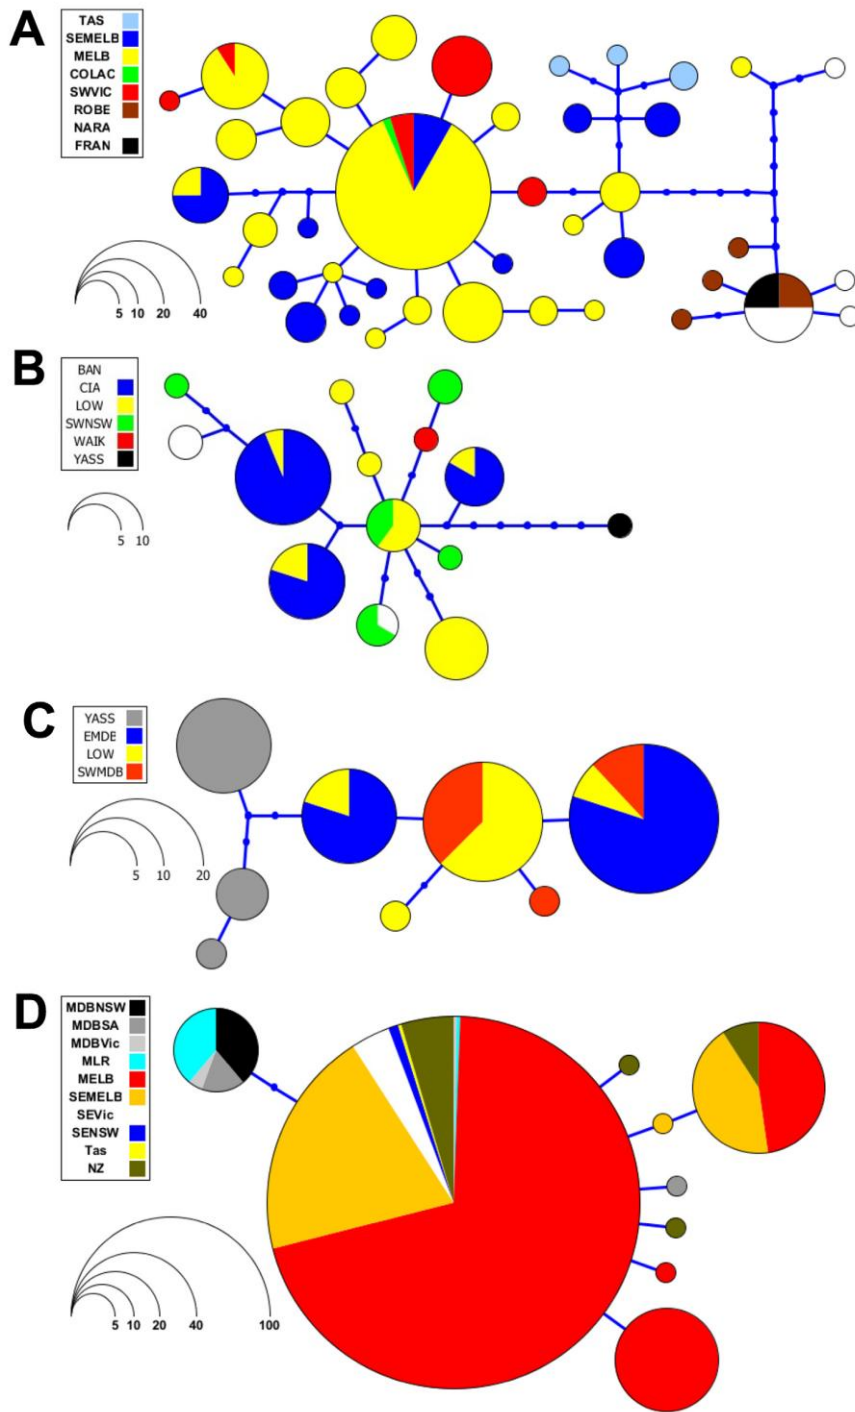 A
TAS
SEMELB
MELB
COLAC
SWVIC
ROBE
NARA
FRAN
5 10 20 40
B
BAN
CIA
LOW
SWNSW
WAIK
YASS
5 10
C
YASS
EMDB
LOW
SWMDB
5 10 20
D
MDBNSW
MDBSA
MDBVic
MLR
MELB
SEMELB
SEVic
SENSW
Tas
NZ
5 10 20 40 100